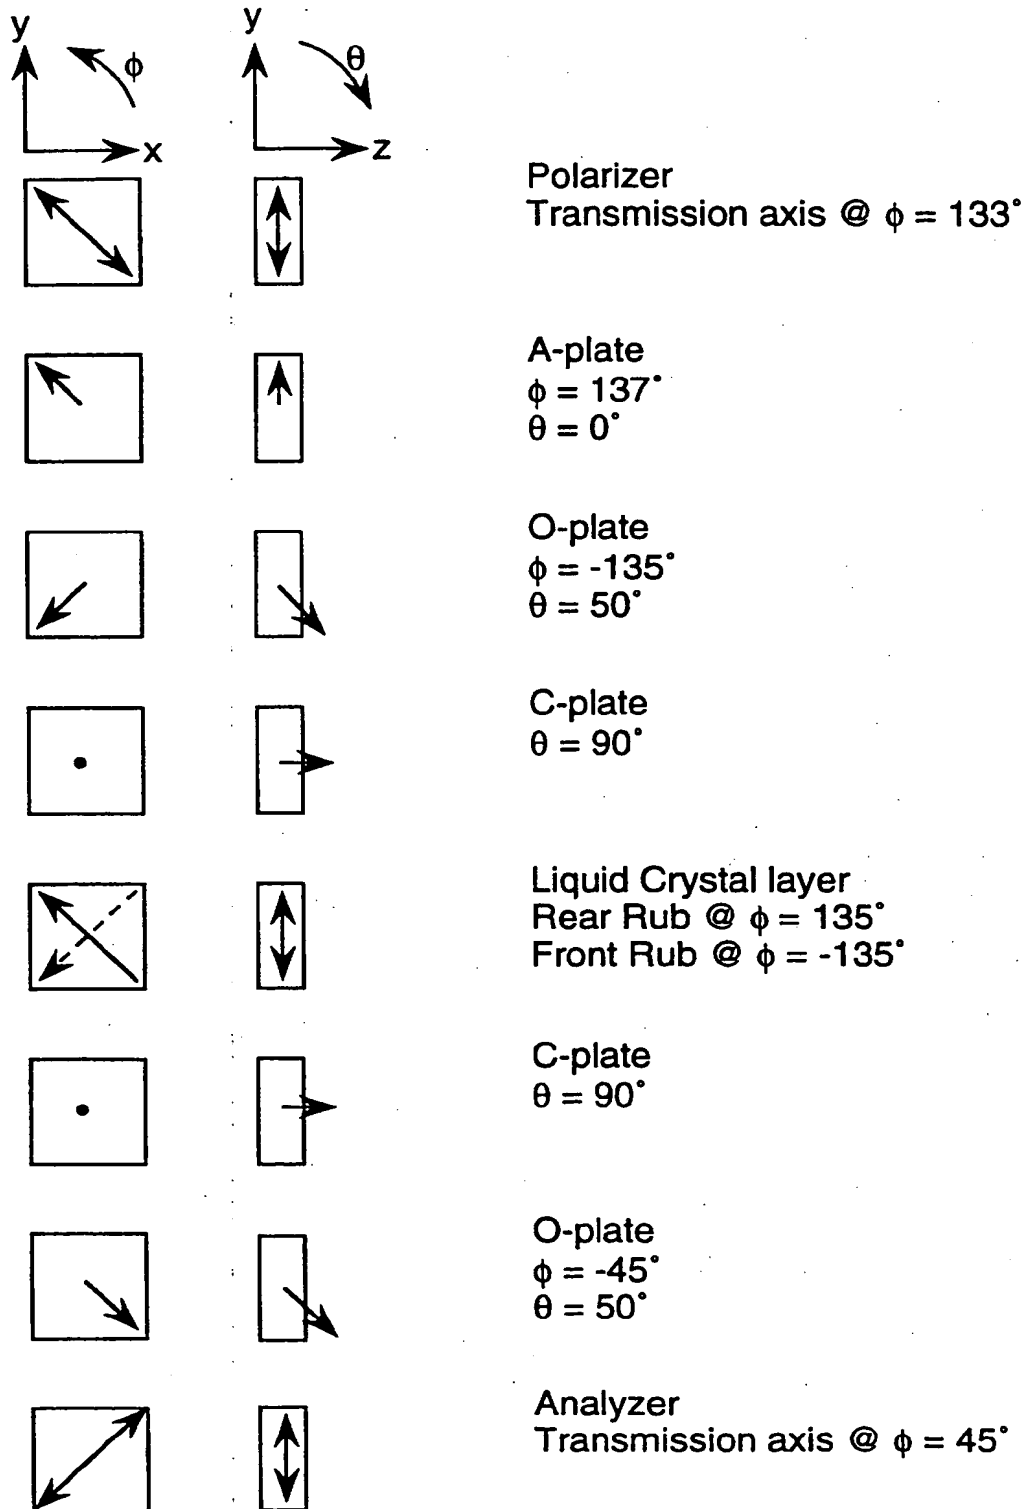 y
ϕ
x
y
θ
z
Polarizer
Transmission axis @ ϕ = 133°
A-plate
ϕ = 137°
θ = 0°
O-plate
ϕ = -135°
θ = 50°
C-plate
θ = 90°
Liquid Crystal layer
Rear Rub @ ϕ = 135°
Front Rub @ ϕ = -135°
C-plate
θ = 90°
O-plate
ϕ = -45°
θ = 50°
Analyzer
Transmission axis @ ϕ = 45°